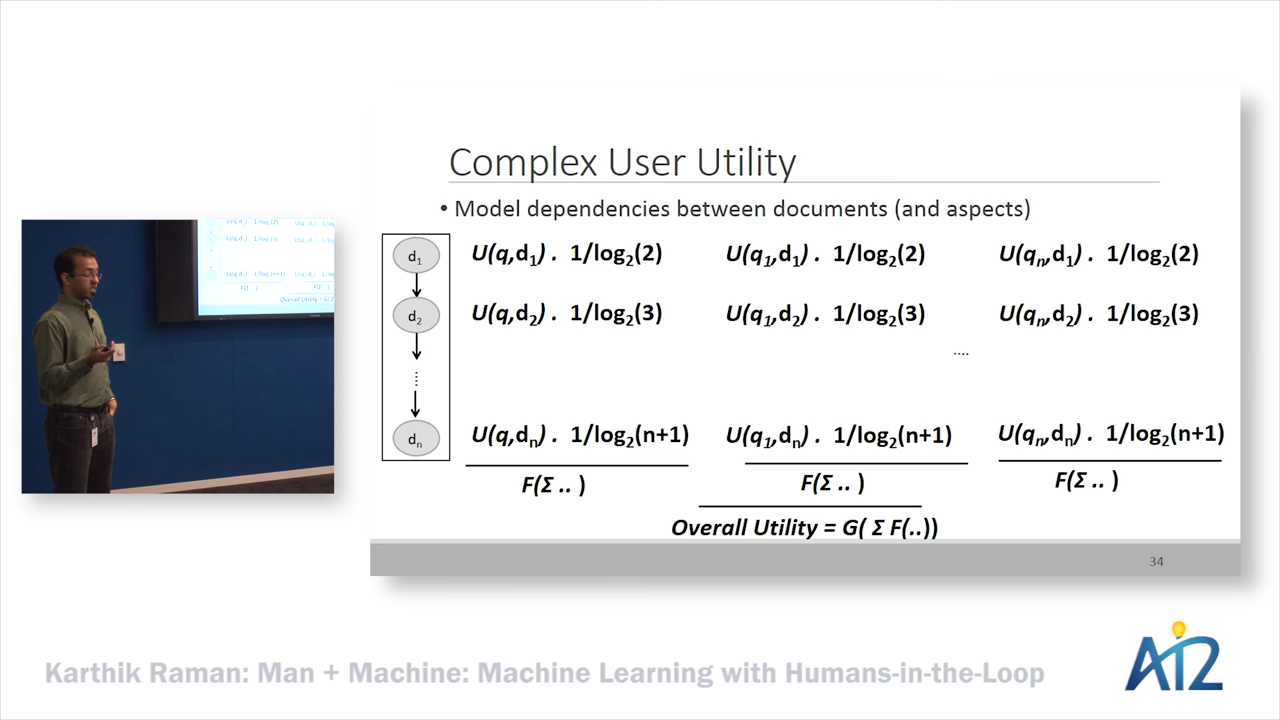 Complex User Utility
• Model dependencies between documents (and aspects)
d1 U(q,d1) . 1/log2(2) U(q1,d1) . 1/log2(2) U(qn,d1) . 1/log2(2)
d2 U(q,d2) . 1/log2(3) U(q1,d2) . 1/log2(3) U(qn,d2) . 1/log2(3)
....
dn U(q,dn) . 1/log2(n+1) U(q1,dn) . 1/log2(n+1) U(qn,dn) . 1/log2(n+1)
F(Σ .. ) F(Σ .. ) F(Σ .. )
Overall Utility = G( Σ F(..))
34
Karthik Raman: Man + Machine: Machine Learning with Humans-in-the-Loop
AI2